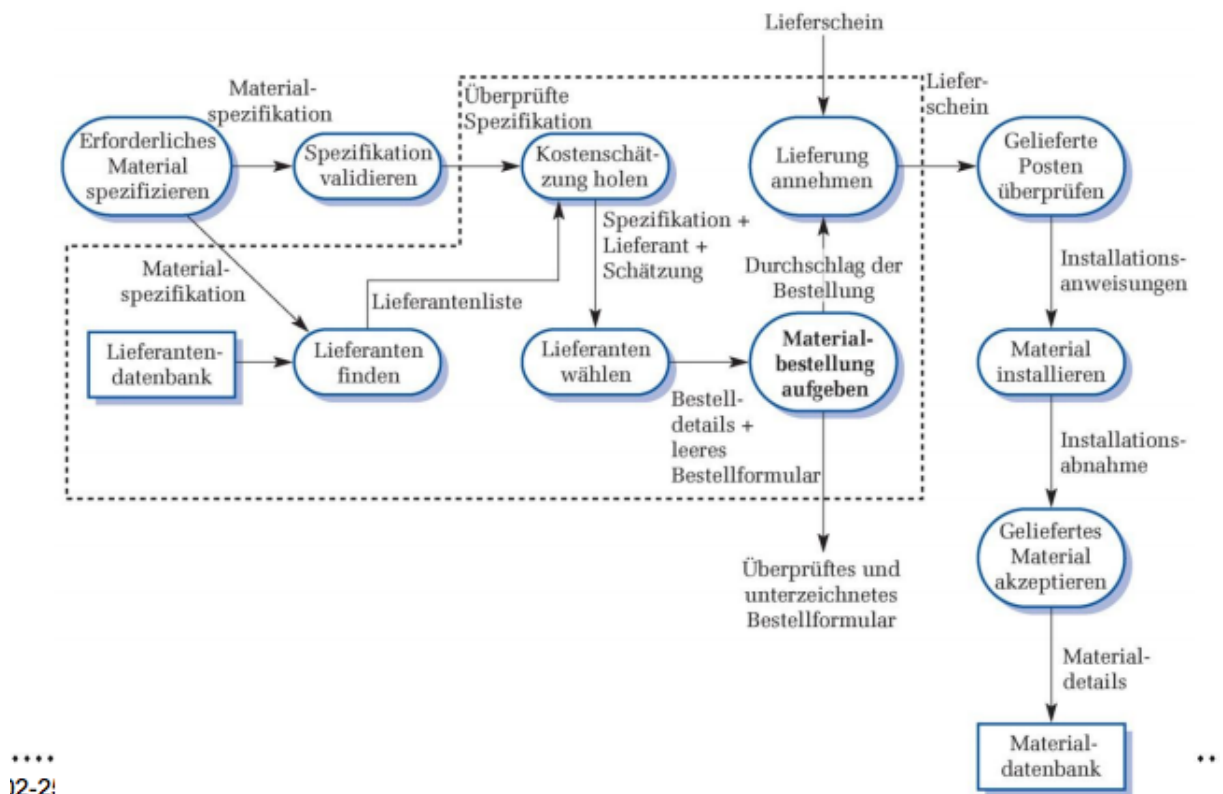 Lieferschein
Material-
spezifikation
Überprüfte
Spezifikation
Liefer-
schein
Erforderliches
Material
spezifizieren
Spezifikation
validieren
Kostenschät-
zung holen
Lieferung
annehmen
Gelieferte
Posten
überprüfen
Spezifikation +
Lieferant +
Schätzung
Material-
spezifikation
Lieferantenliste
Durchschlag der
Bestellung
Installations-
anweisungen
Lieferanten-
datenbank
Lieferanten
finden
Lieferanten
wählen
Material-
bestellung
aufgeben
Material
installieren
Bestell-
details +
leeres
Bestellformular
Installations-
abnahme
Überprüftes und
unterzeichnetes
Bestellformular
Geliefertes
Material
akzeptieren
Material-
details
Material-
datenbank